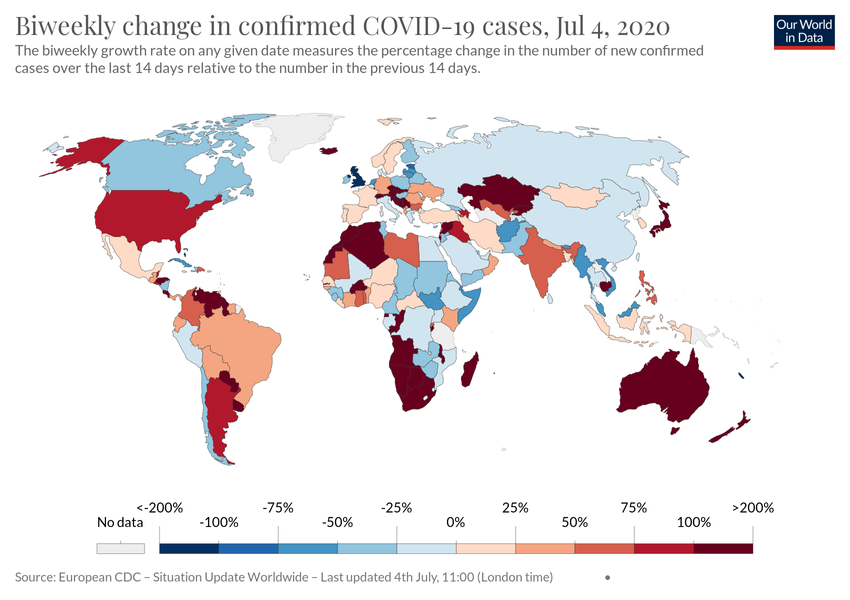 Biweekly change in confirmed COVID-19 cases, Jul 4, 2020
Our World
in Data
The biweekly growth rate on any given date measures the percentage change in the number of new confirmed
cases over the last 14 days relative to the number in the previous 14 days.
No data
<-200%
-100%
-75%
-50%
-25%
0%
25%
50%
75%
100%
>200%
Source: European CDC – Situation Update Worldwide – Last updated 4th July, 11:00 (London time)